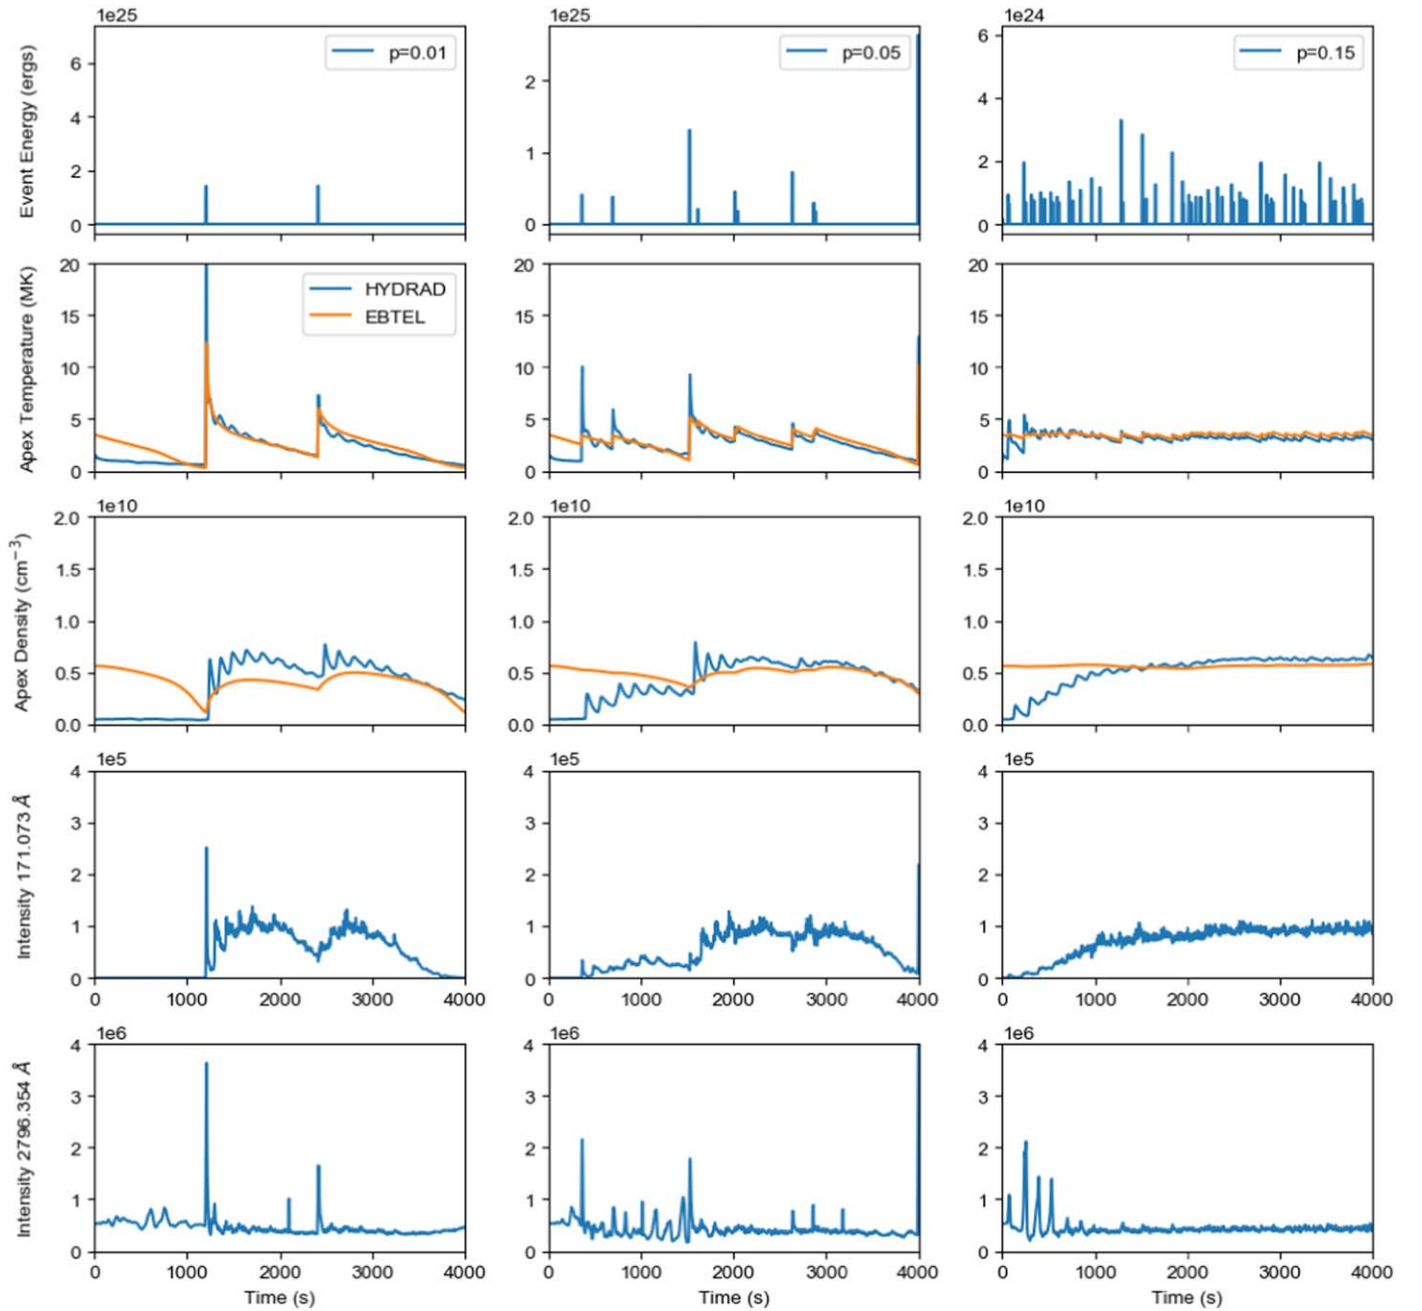 1e25 1e25 1e24
Event Energy (ergs)
p=0.01 p=0.05 p=0.15
6 4 2 0
2 1 0
6 4 2 0
Apex Temperature (MK)
HYDRAD
EBTEL
20 15 10 5 0
20 15 10 5 0
20 15 10 5 0
1e10 1e10 1e10
Apex Density (cm⁻³)
2.0 1.5 1.0 0.5 0.0
2.0 1.5 1.0 0.5 0.0
2.0 1.5 1.0 0.5 0.0
1e5 1e5 1e5
Intensity 171.073 Å
4 3 2 1 0
4 3 2 1 0
4 3 2 1 0
0 1000 2000 3000 4000
0 1000 2000 3000 4000
0 1000 2000 3000 4000
1e6 1e6 1e6
Intensity 2796.354 Å
4 3 2 1 0
4 3 2 1 0
4 3 2 1 0
0 1000 2000 3000 4000
0 1000 2000 3000 4000
0 1000 2000 3000 4000
Time (s) Time (s) Time (s)